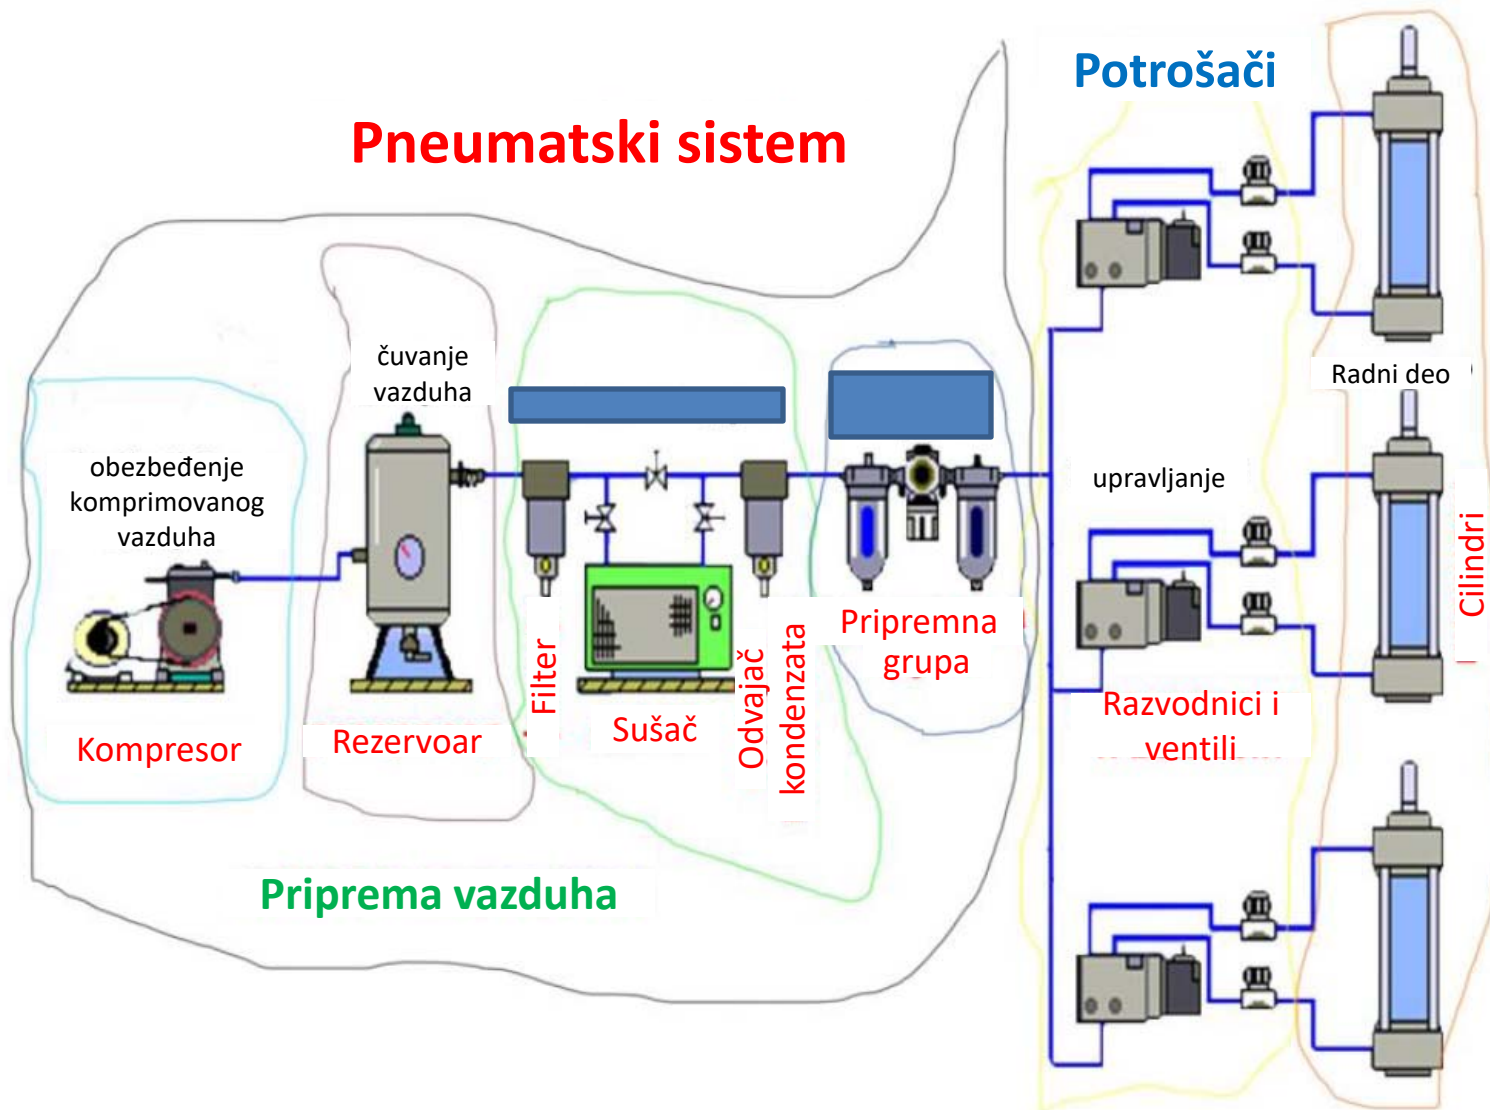 Pneumatski sistem
Potrošači
čuvanje
vazduha
obezbeđenje
komprimovanog
vazduha
Radni deo
upravljanje
Kompresor
Rezervoar
Filter
Sušač
Odvajač
kondenzata
Pripremna
grupa
Razvodnici i
ventili
Cilindri
Priprema vazduha